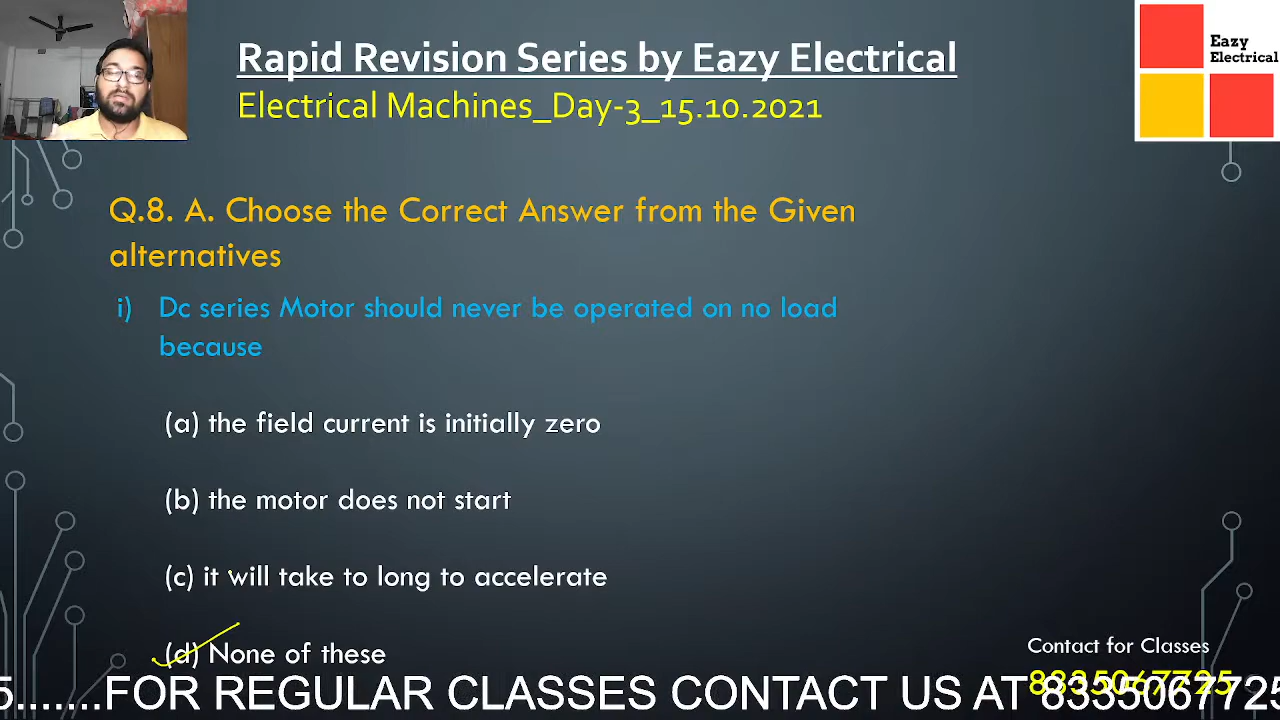 Rapid Revision Series by Eazy Electrical
Electrical Machines_Day-3_15.10.2021
Eazy
Electrical
Q.8. A. Choose the Correct Answer from the Given
alternatives
i) Dc series Motor should never be operated on no load
because
(a) the field current is initially zero
(b) the motor does not start
(c) it will take to long to accelerate
(d) None of these
Contact for Classes
8335067725
5.......FOR REGULAR CLASSES CONTACT US AT 8335067725